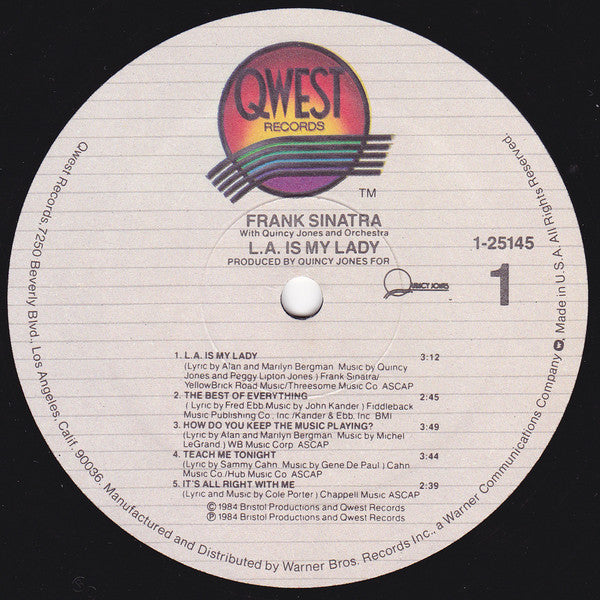 QWEST
RECORDS
TM
FRANK SINATRA
With Quincy Jones and Orchestra
L.A. IS MY LADY
PRODUCED BY QUINCY JONES FOR
QUINCY JONES
1-25145
1
1. L.A. IS MY LADY 3:12
(Lyric by Alan and Marilyn Bergman Music by Quincy
Jones and Peggy Lipton Jones ) Frank Sinatra/
YellowBrick Road Music/Threesome Music Co. ASCAP
2. THE BEST OF EVERYTHING 2:45
( Lyric by Fred Ebb Music by John Kander ) Fiddleback
Music Publishing Co., Inc./Kander & Ebb, Inc. BMI
3. HOW DO YOU KEEP THE MUSIC PLAYING? 3:49
(Lyric by Alan and Marilyn Bergman Music by Michel
LeGrand.) WB Music Corp. ASCAP
4. TEACH ME TONIGHT 3:44
(Lyric by Sammy Cahn. Music by Gene De Paul ) Cahn
Music Co./Hub Music Co. ASCAP
5. IT'S ALL RIGHT WITH ME 2:39
(Lyric and Music by Cole Porter ) Chappell Music ASCAP
© 1984 Bristol Productions and Qwest Records
℗ 1984 Bristol Productions and Qwest Records
Qwest Records, 7250 Beverly Blvd., Los Angeles, Calif. 90036. Manufactured and Distributed by Warner Bros. Records Inc., a Warner Communications Company, Made in U.S.A. All Rights Reserved.